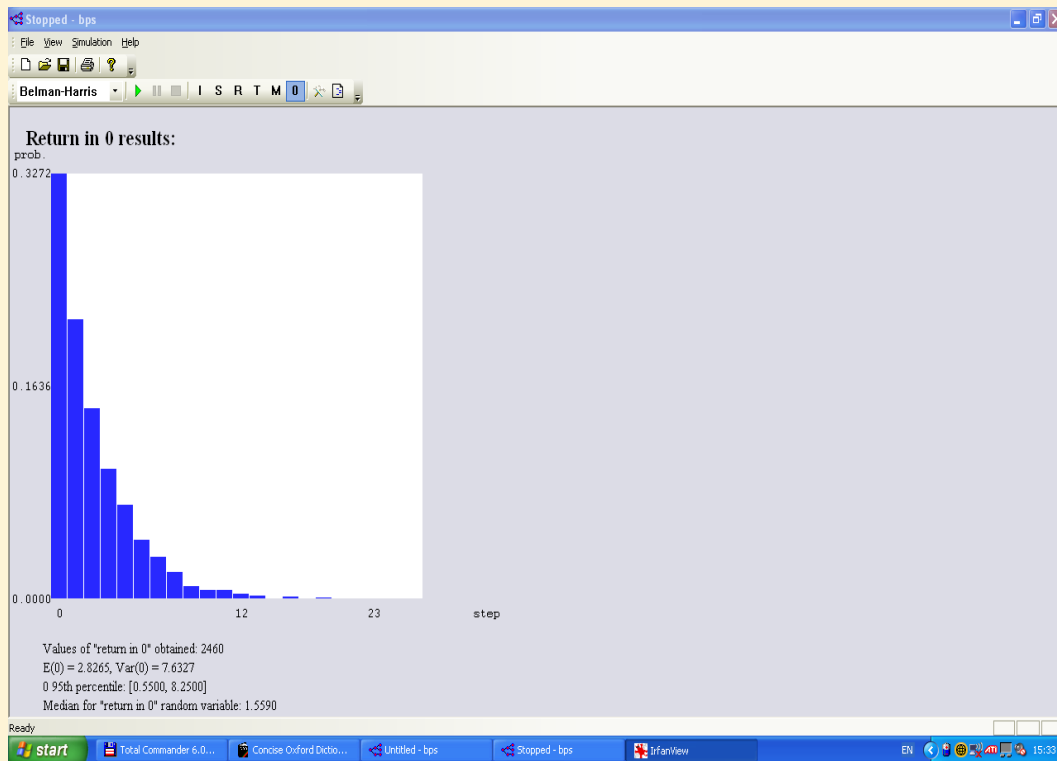 Stopped - bps
File View Simulation Help
Belman-Harris I S R T M 0
Return in 0 results:
prob.
0.3272
0.1636
0.0000
0 12 23 step
Values of "return in 0" obtained: 2460
E(0) = 2.8265, Var(0) = 7.6327
0 95th percentile: [0.5500, 8.2500]
Median for "return in 0" random variable: 1.5590
Ready
start Total Commander 6.0... Concise Oxford Dictio... Untitled - bps Stopped - bps IrfanView EN ATI 15:33